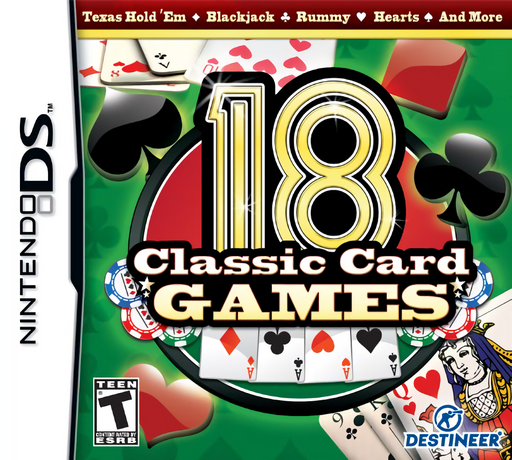 Texas Hold 'Em ♦ Blackjack ♣ Rummy ♥ Hearts ♠ And More
NINTENDO DS™
18
Classic Card
GAMES
A A A A
TEEN
T
CONTENT RATED BY
ESRB
DESTINEER